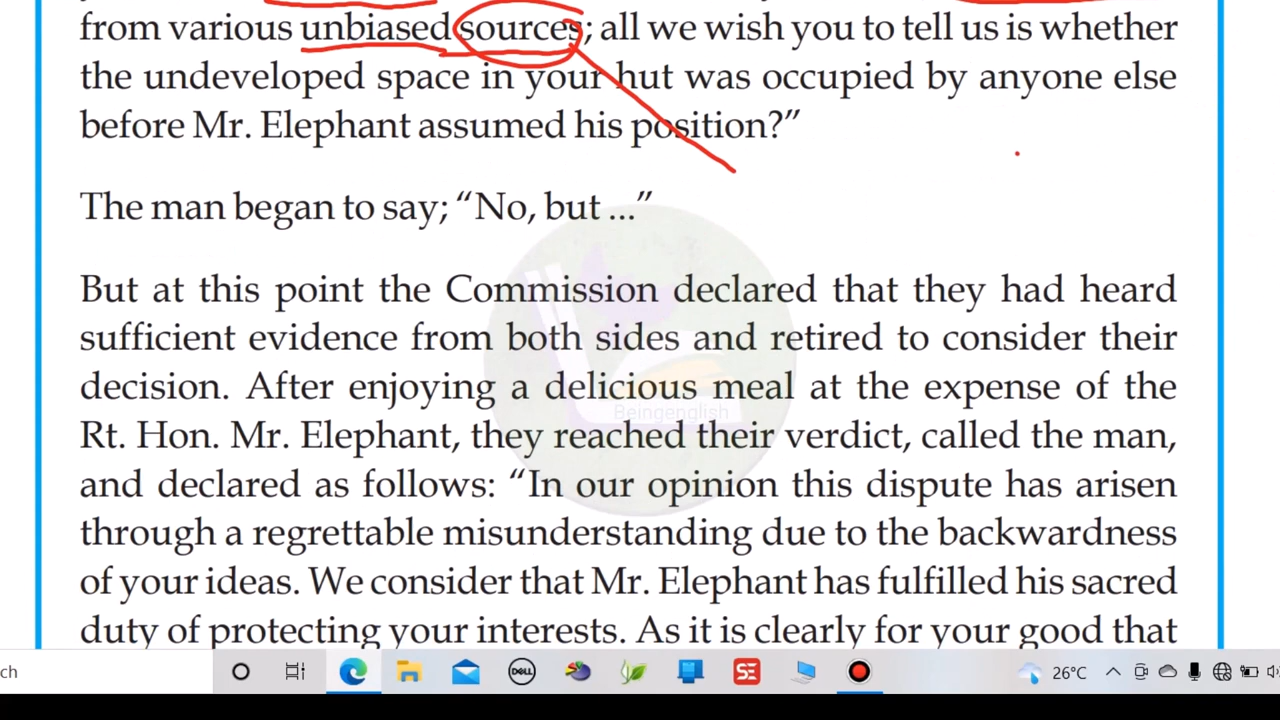 from various unbiased sources; all we wish you to tell us is whether
the undeveloped space in your hut was occupied by anyone else
before Mr. Elephant assumed his position?”
The man began to say; “No, but ...”
But at this point the Commission declared that they had heard
sufficient evidence from both sides and retired to consider their
decision. After enjoying a delicious meal at the expense of the
Beingenglish
Rt. Hon. Mr. Elephant, they reached their verdict, called the man,
and declared as follows: “In our opinion this dispute has arisen
through a regrettable misunderstanding due to the backwardness
of your ideas. We consider that Mr. Elephant has fulfilled his sacred
duty of protecting your interests. As it is clearly for your good that
ch
DELL
SE
26°C